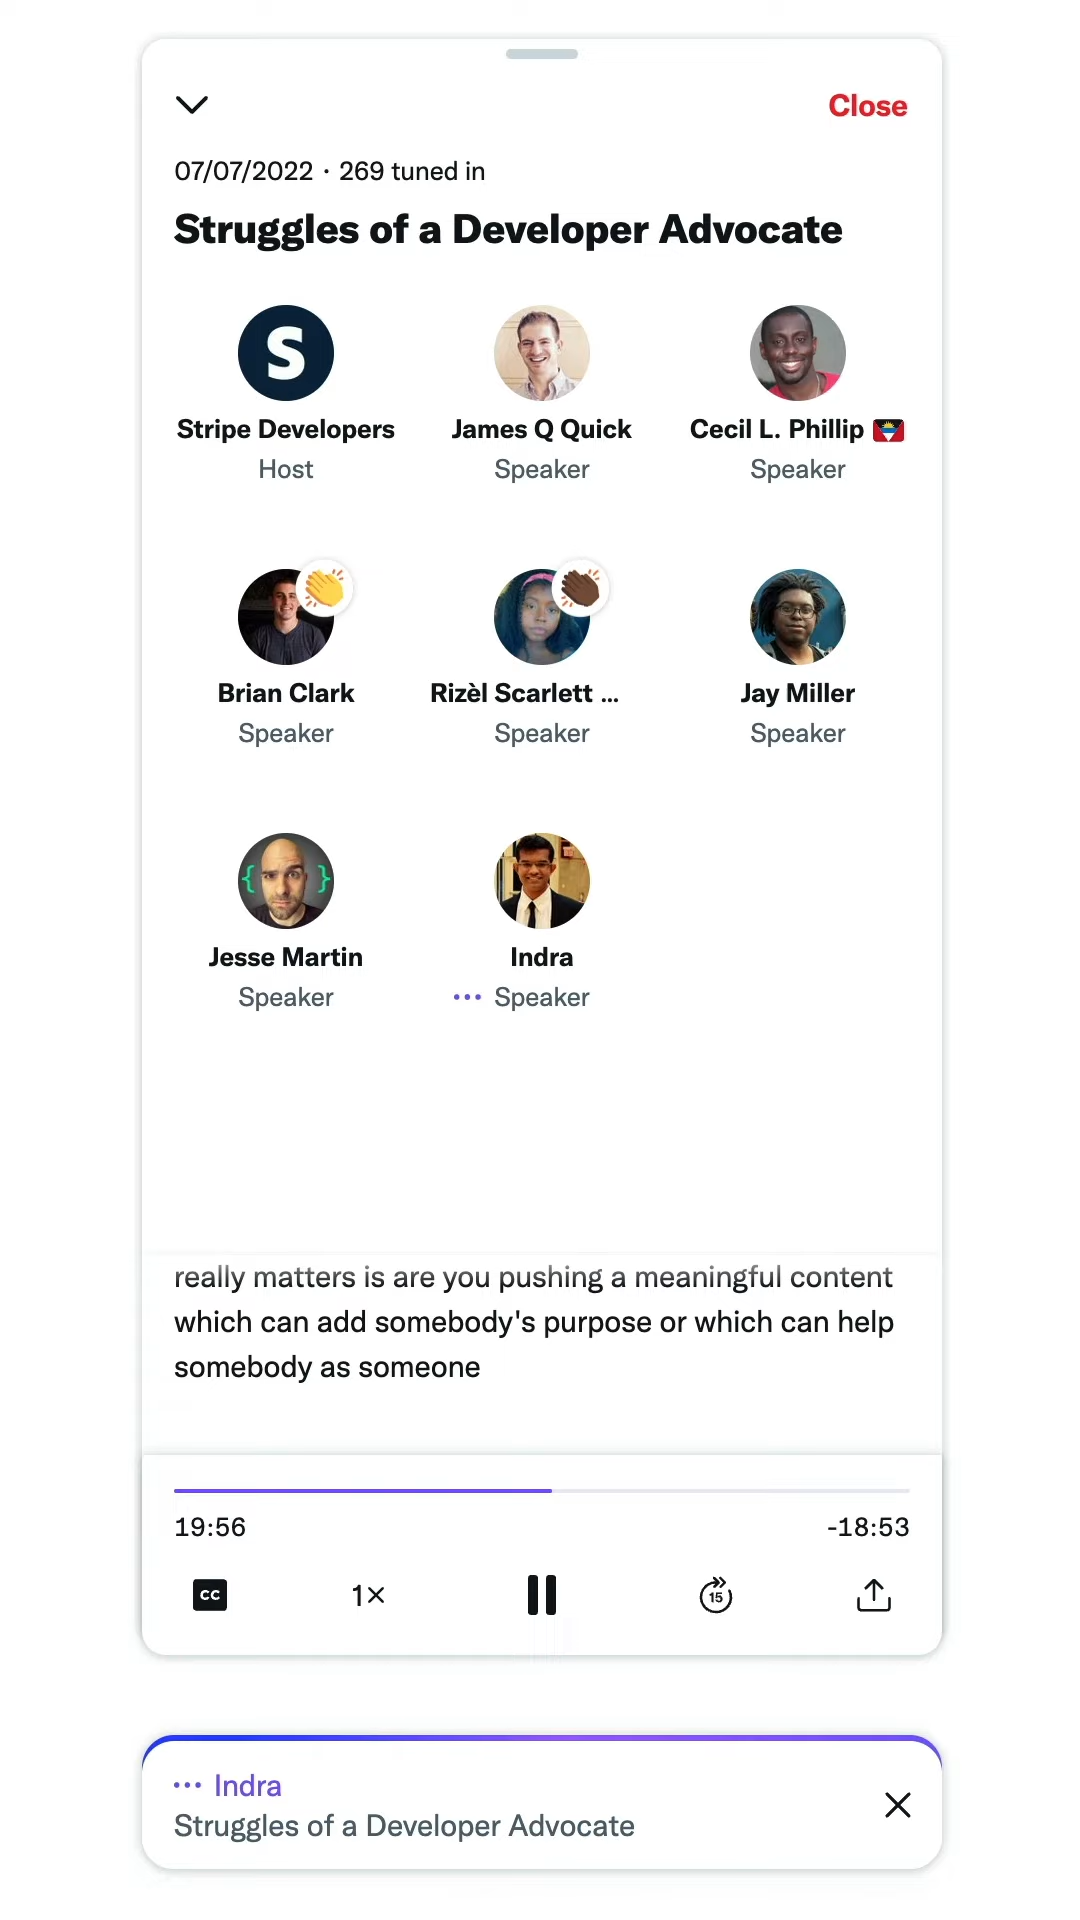 Close
07/07/2022 · 269 tuned in
Struggles of a Developer Advocate
S
Stripe Developers
Host
James Q Quick
Speaker
Cecil L. Phillip 🇦🇬
Speaker
Brian Clark
Speaker
Rizèl Scarlett ...
Speaker
Jay Miller
Speaker
{ }
Jesse Martin
Speaker
Indra
Speaker
really matters is are you pushing a meaningful content
which can add somebody's purpose or which can help
somebody as someone
19:56
-18:53
CC
1×
15
Indra
Struggles of a Developer Advocate